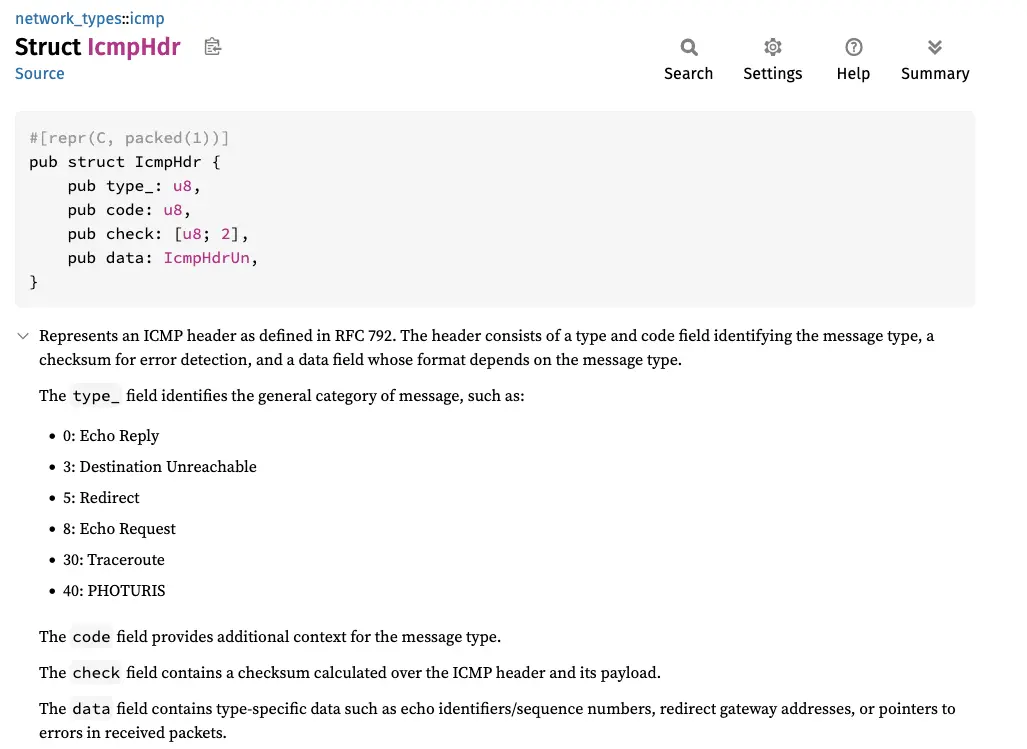 network_types::icmp
Struct IcmpHdr
Source
Search
Settings
Help
Summary
#[repr(C, packed(1))]
pub struct IcmpHdr {
    pub type_: u8,
    pub code: u8,
    pub check: [u8; 2],
    pub data: IcmpHdrUn,
}
Represents an ICMP header as defined in RFC 792. The header consists of a type and code field identifying the message type, a
checksum for error detection, and a data field whose format depends on the message type.
The type_ field identifies the general category of message, such as:
• 0: Echo Reply
• 3: Destination Unreachable
• 5: Redirect
• 8: Echo Request
• 30: Traceroute
• 40: PHOTURIS
The code field provides additional context for the message type.
The check field contains a checksum calculated over the ICMP header and its payload.
The data field contains type-specific data such as echo identifiers/sequence numbers, redirect gateway addresses, or pointers to
errors in received packets.